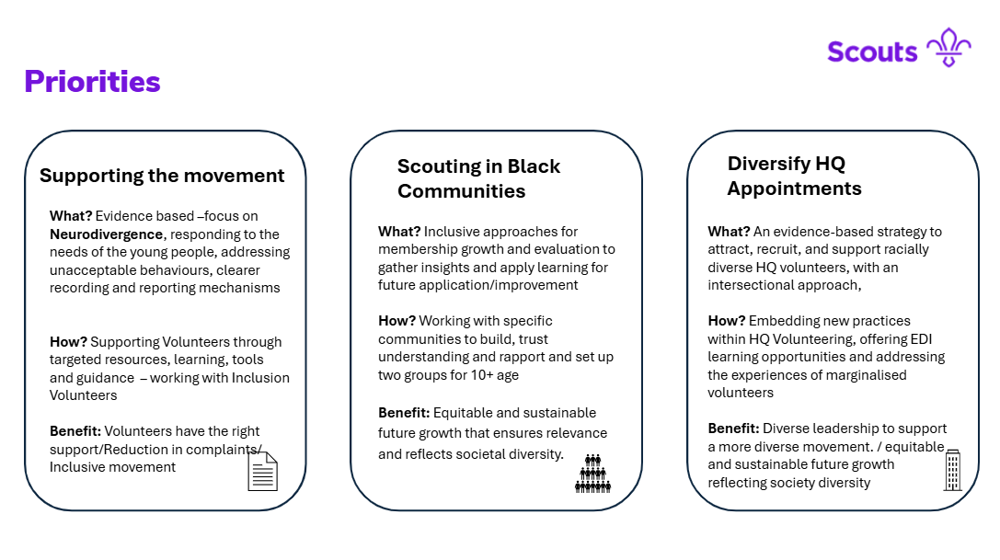 Scouts
Priorities
Supporting the movement
What? Evidence based –focus on
Neurodivergence, responding to the
needs of the young people, addressing
unacceptable behaviours, clearer
recording and reporting mechanisms
How? Supporting Volunteers through
targeted resources, learning, tools
and guidance – working with Inclusion
Volunteers
Benefit: Volunteers have the right
support/Reduction in complaints/
Inclusive movement
Scouting in Black
Communities
What? Inclusive approaches for
membership growth and evaluation to
gather insights and apply learning for
future application/improvement
How? Working with specific
communities to build, trust
understanding and rapport and set up
two groups for 10+ age
Benefit: Equitable and sustainable
future growth that ensures relevance
and reflects societal diversity.
Diversify HQ
Appointments
What? An evidence-based strategy to
attract, recruit, and support racially
diverse HQ volunteers, with an
intersectional approach,
How? Embedding new practices
within HQ Volunteering, offering EDI
learning opportunities and addressing
the experiences of marginalised
volunteers
Benefit: Diverse leadership to support
a more diverse movement. / equitable
and sustainable future growth
reflecting society diversity